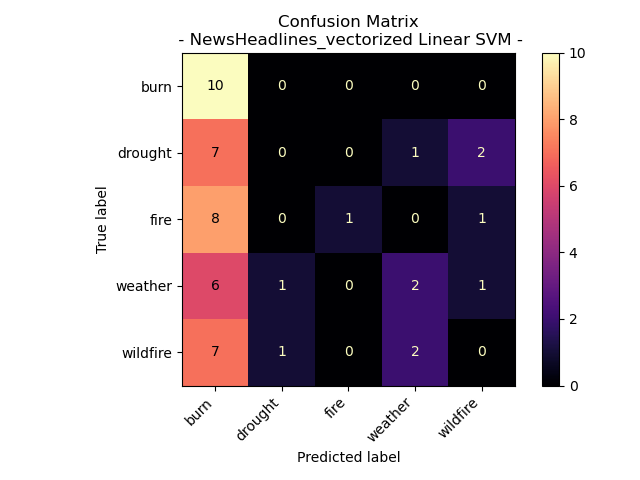 Confusion Matrix
- NewsHeadlines_vectorized Linear SVM -
burn 10 0 0 0 0
drought 7 0 0 1 2
fire 8 0 1 0 1
weather 6 1 0 2 1
wildfire 7 1 0 2 0
True label
burn drought fire weather wildfire
Predicted label
10
8
6
4
2
0